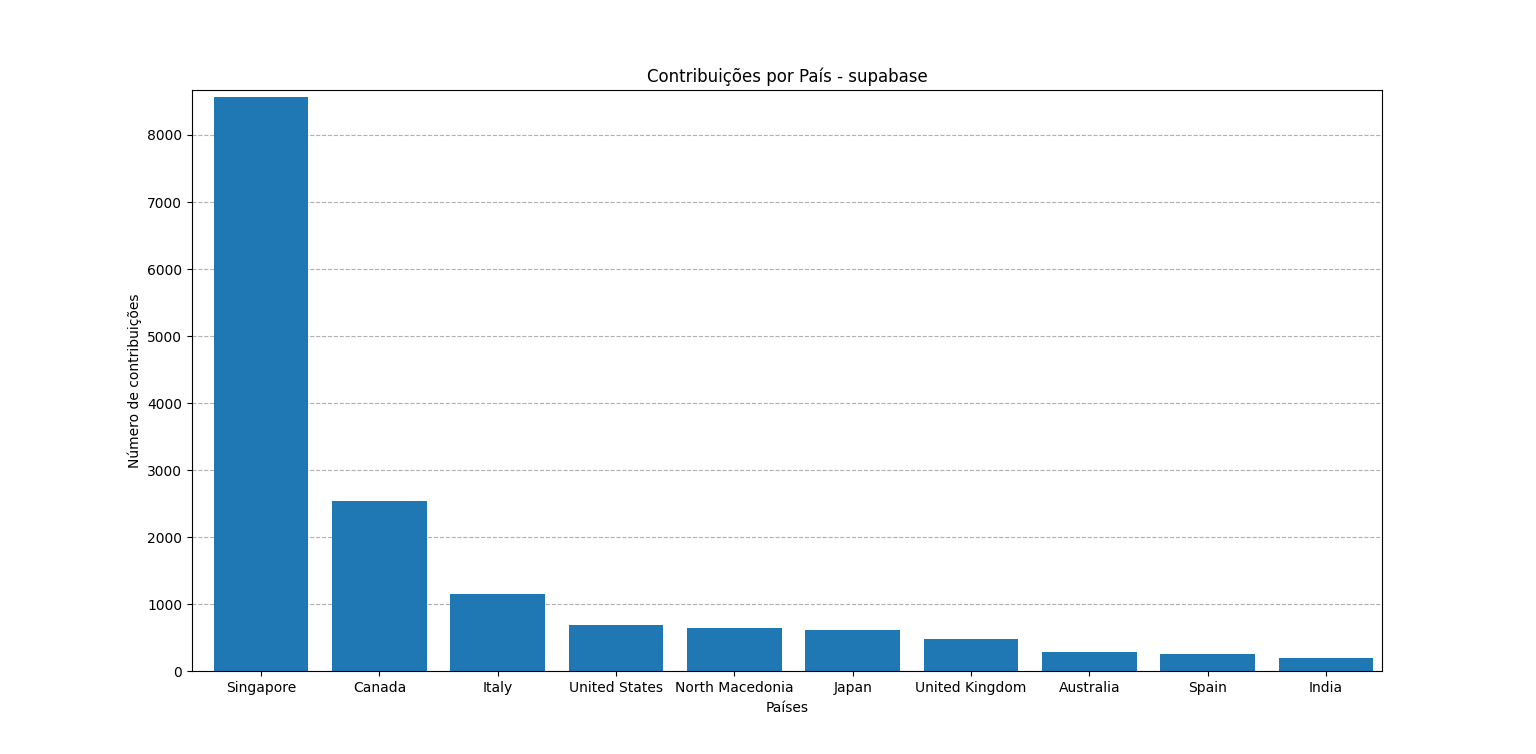 Contribuições por País - supabase
Número de contribuições
8000
7000
6000
5000
4000
3000
2000
1000
0
Singapore Canada Italy United States North Macedonia Japan United Kingdom Australia Spain India
Países